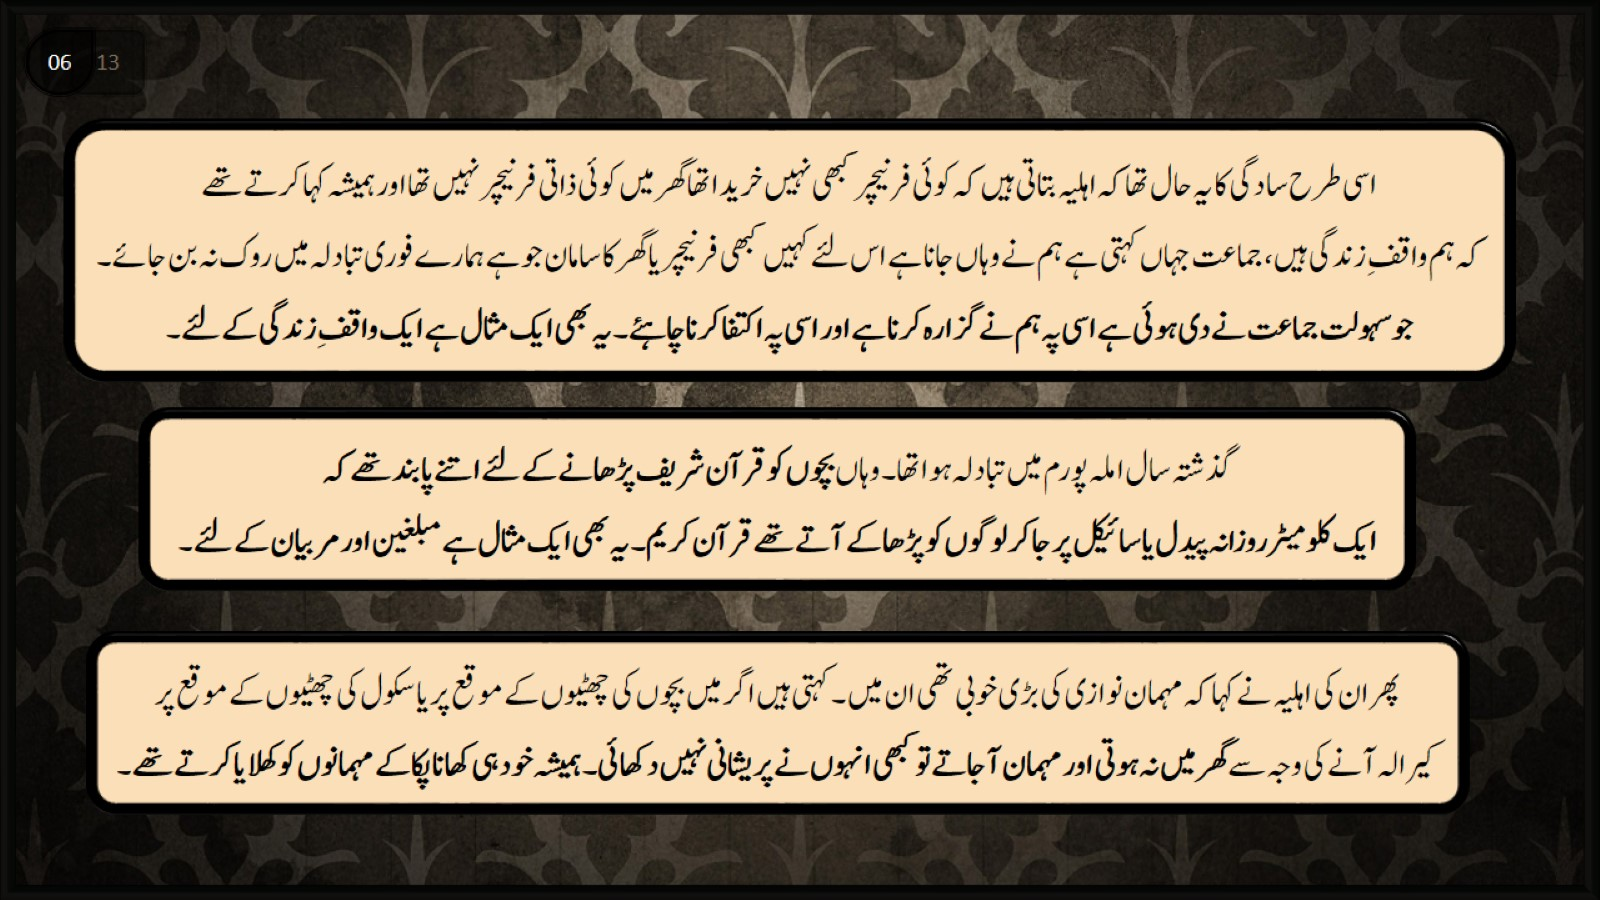 06 13
اسی طرح سادگی کا یہ حال تھا کہ اہلیہ بتاتی ہیں کہ کوئی فرنیچر کبھی نہیں خریدا تھا گھر میں کوئی ذاتی فرنیچر نہیں تھا اور ہمیشہ کہا کرتے تھے
کہ ہم واقفِ زندگی ہیں، جماعت جہاں کہتی ہے ہم نے وہاں جانا ہے اس لئے کہیں کبھی فرنیچر یا گھر کا سامان جو ہے ہمارے فوری تبادلہ میں روک نہ بن جائے۔
جو سہولت جماعت نے دی ہوئی ہے اسی پہ ہم نے گزارہ کرنا ہے اور اسی پہ اکتفا کرنا چاہئے۔ یہ بھی ایک مثال ہے ایک واقفِ زندگی کے لئے۔
گذشتہ سال املہ پورم میں تبادلہ ہوا تھا۔ وہاں بچوں کو قرآن شریف پڑھانے کے لئے اتنے پابند تھے کہ
ایک کلومیٹر روزانہ پیدل یا سائیکل پر جا کر لوگوں کو پڑھا کے آتے تھے قرآن کریم۔ یہ بھی ایک مثال ہے مبلغین اور مربیان کے لئے۔
پھر ان کی اہلیہ نے کہا کہ مہمان نوازی کی بڑی خوبی تھی ان میں۔ کہتی ہیں اگر میں بچوں کی چھٹیوں کے موقع پر یا سکول کی چھٹیوں کے موقع پر
کیرالہ آنے کی وجہ سے گھر میں نہ ہوتی اور مہمان آ جاتے تو کبھی انہوں نے پریشانی نہیں دکھائی۔ ہمیشہ خود ہی کھانا پکا کے مہمانوں کو کھلایا کرتے تھے۔